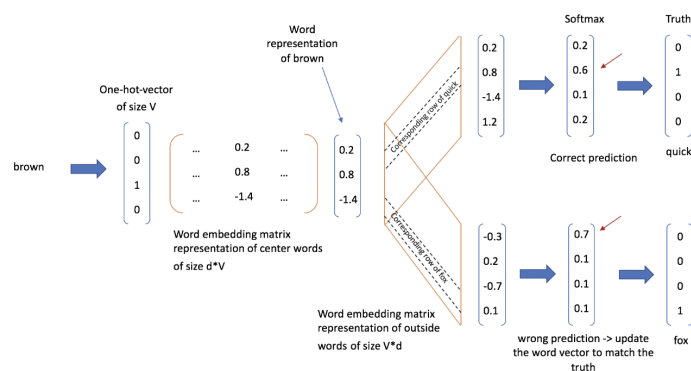 Word
representation
of brown
Softmax
Truth
0.2
0.8
-1.4
1.2
0.2
0.6
0.1
0.2
0
1
0
0
Corresponding row of quick
Correct prediction
quick
One-hot-vector
of size V
brown
0
0
1
0
... 0.2 ...
... 0.8 ...
... -1.4 ...
0.2
0.8
-1.4
Word embedding matrix
representation of center words
of size d*V
Corresponding row of fox
-0.3
0.2
-0.7
0.1
0.7
0.1
0.1
0.1
0
0
0
1
Word embedding matrix
representation of outside
words of size V*d
wrong prediction -> update
the word vector to match the
truth
fox